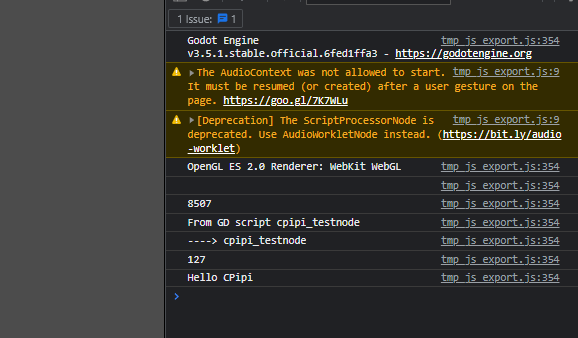 1 Issue: 1
Godot Engine tmp_js_export.js:354
v3.5.1.stable.official.6fed1ffa3 - https://godotengine.org
The AudioContext was not allowed to start. tmp_js_export.js:9
It must be resumed (or created) after a user gesture on the
page. https://goo.gl/7K7WLu
[Deprecation] The ScriptProcessorNode is tmp_js_export.js:9
deprecated. Use AudioWorkletNode instead. (https://bit.ly/audio
-worklet)
OpenGL ES 2.0 Renderer: WebKit WebGL tmp_js_export.js:354
tmp_js_export.js:354
8507 tmp_js_export.js:354
From GD script cpipi_testnode tmp_js_export.js:354
----> cpipi_testnode tmp_js_export.js:354
127 tmp_js_export.js:354
Hello CPipi tmp_js_export.js:354